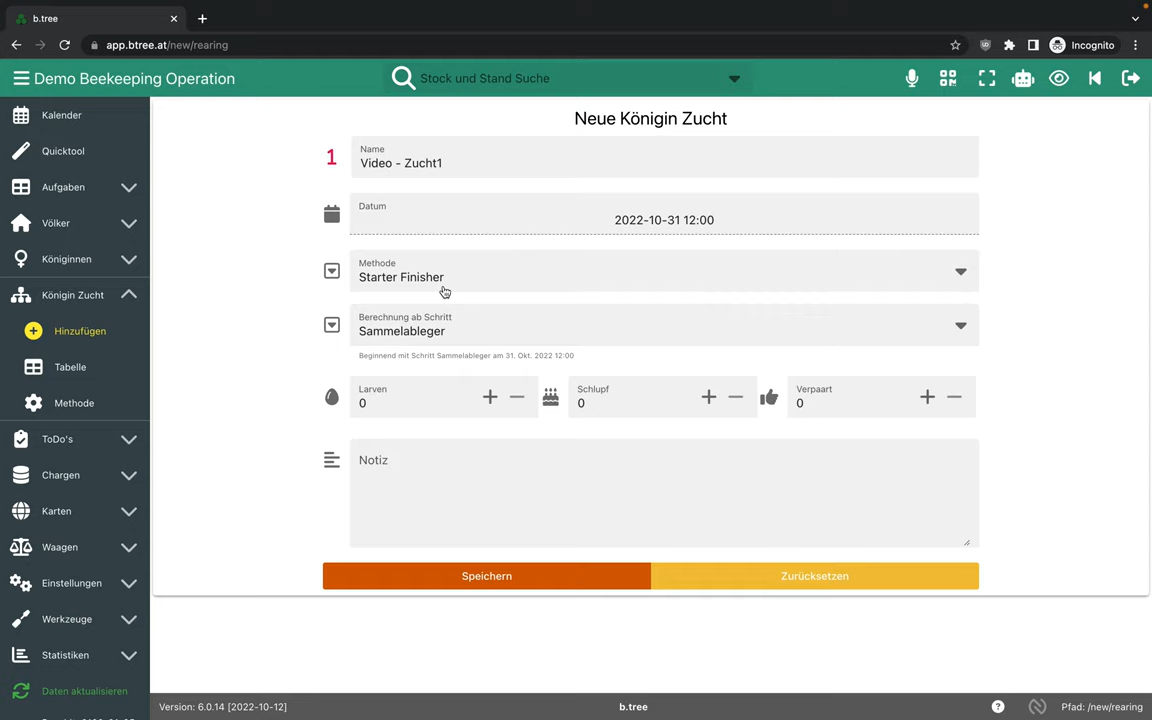 b.tree
app.btree.at/new/rearing
Incognito
Demo Beekeeping Operation
Stock und Stand Suche
Kalender
Quicktool
Aufgaben
Völker
Königinnen
Königin Zucht
Hinzufügen
Tabelle
Methode
ToDo's
Chargen
Karten
Waagen
Einstellungen
Werkzeuge
Statistiken
Daten aktualisieren
Neue Königin Zucht
1
Name
Video - Zucht1
Datum
2022-10-31 12:00
Methode
Starter Finisher
Berechnung ab Schritt
Sammelableger
Beginnend mit Schritt Sammelableger am 31. Okt. 2022 12:00
Larven
0
Schlupf
0
Verpaart
0
Notiz
Speichern
Zurücksetzen
Version: 6.0.14 [2022-10-12]
b.tree
Pfad: /new/rearing